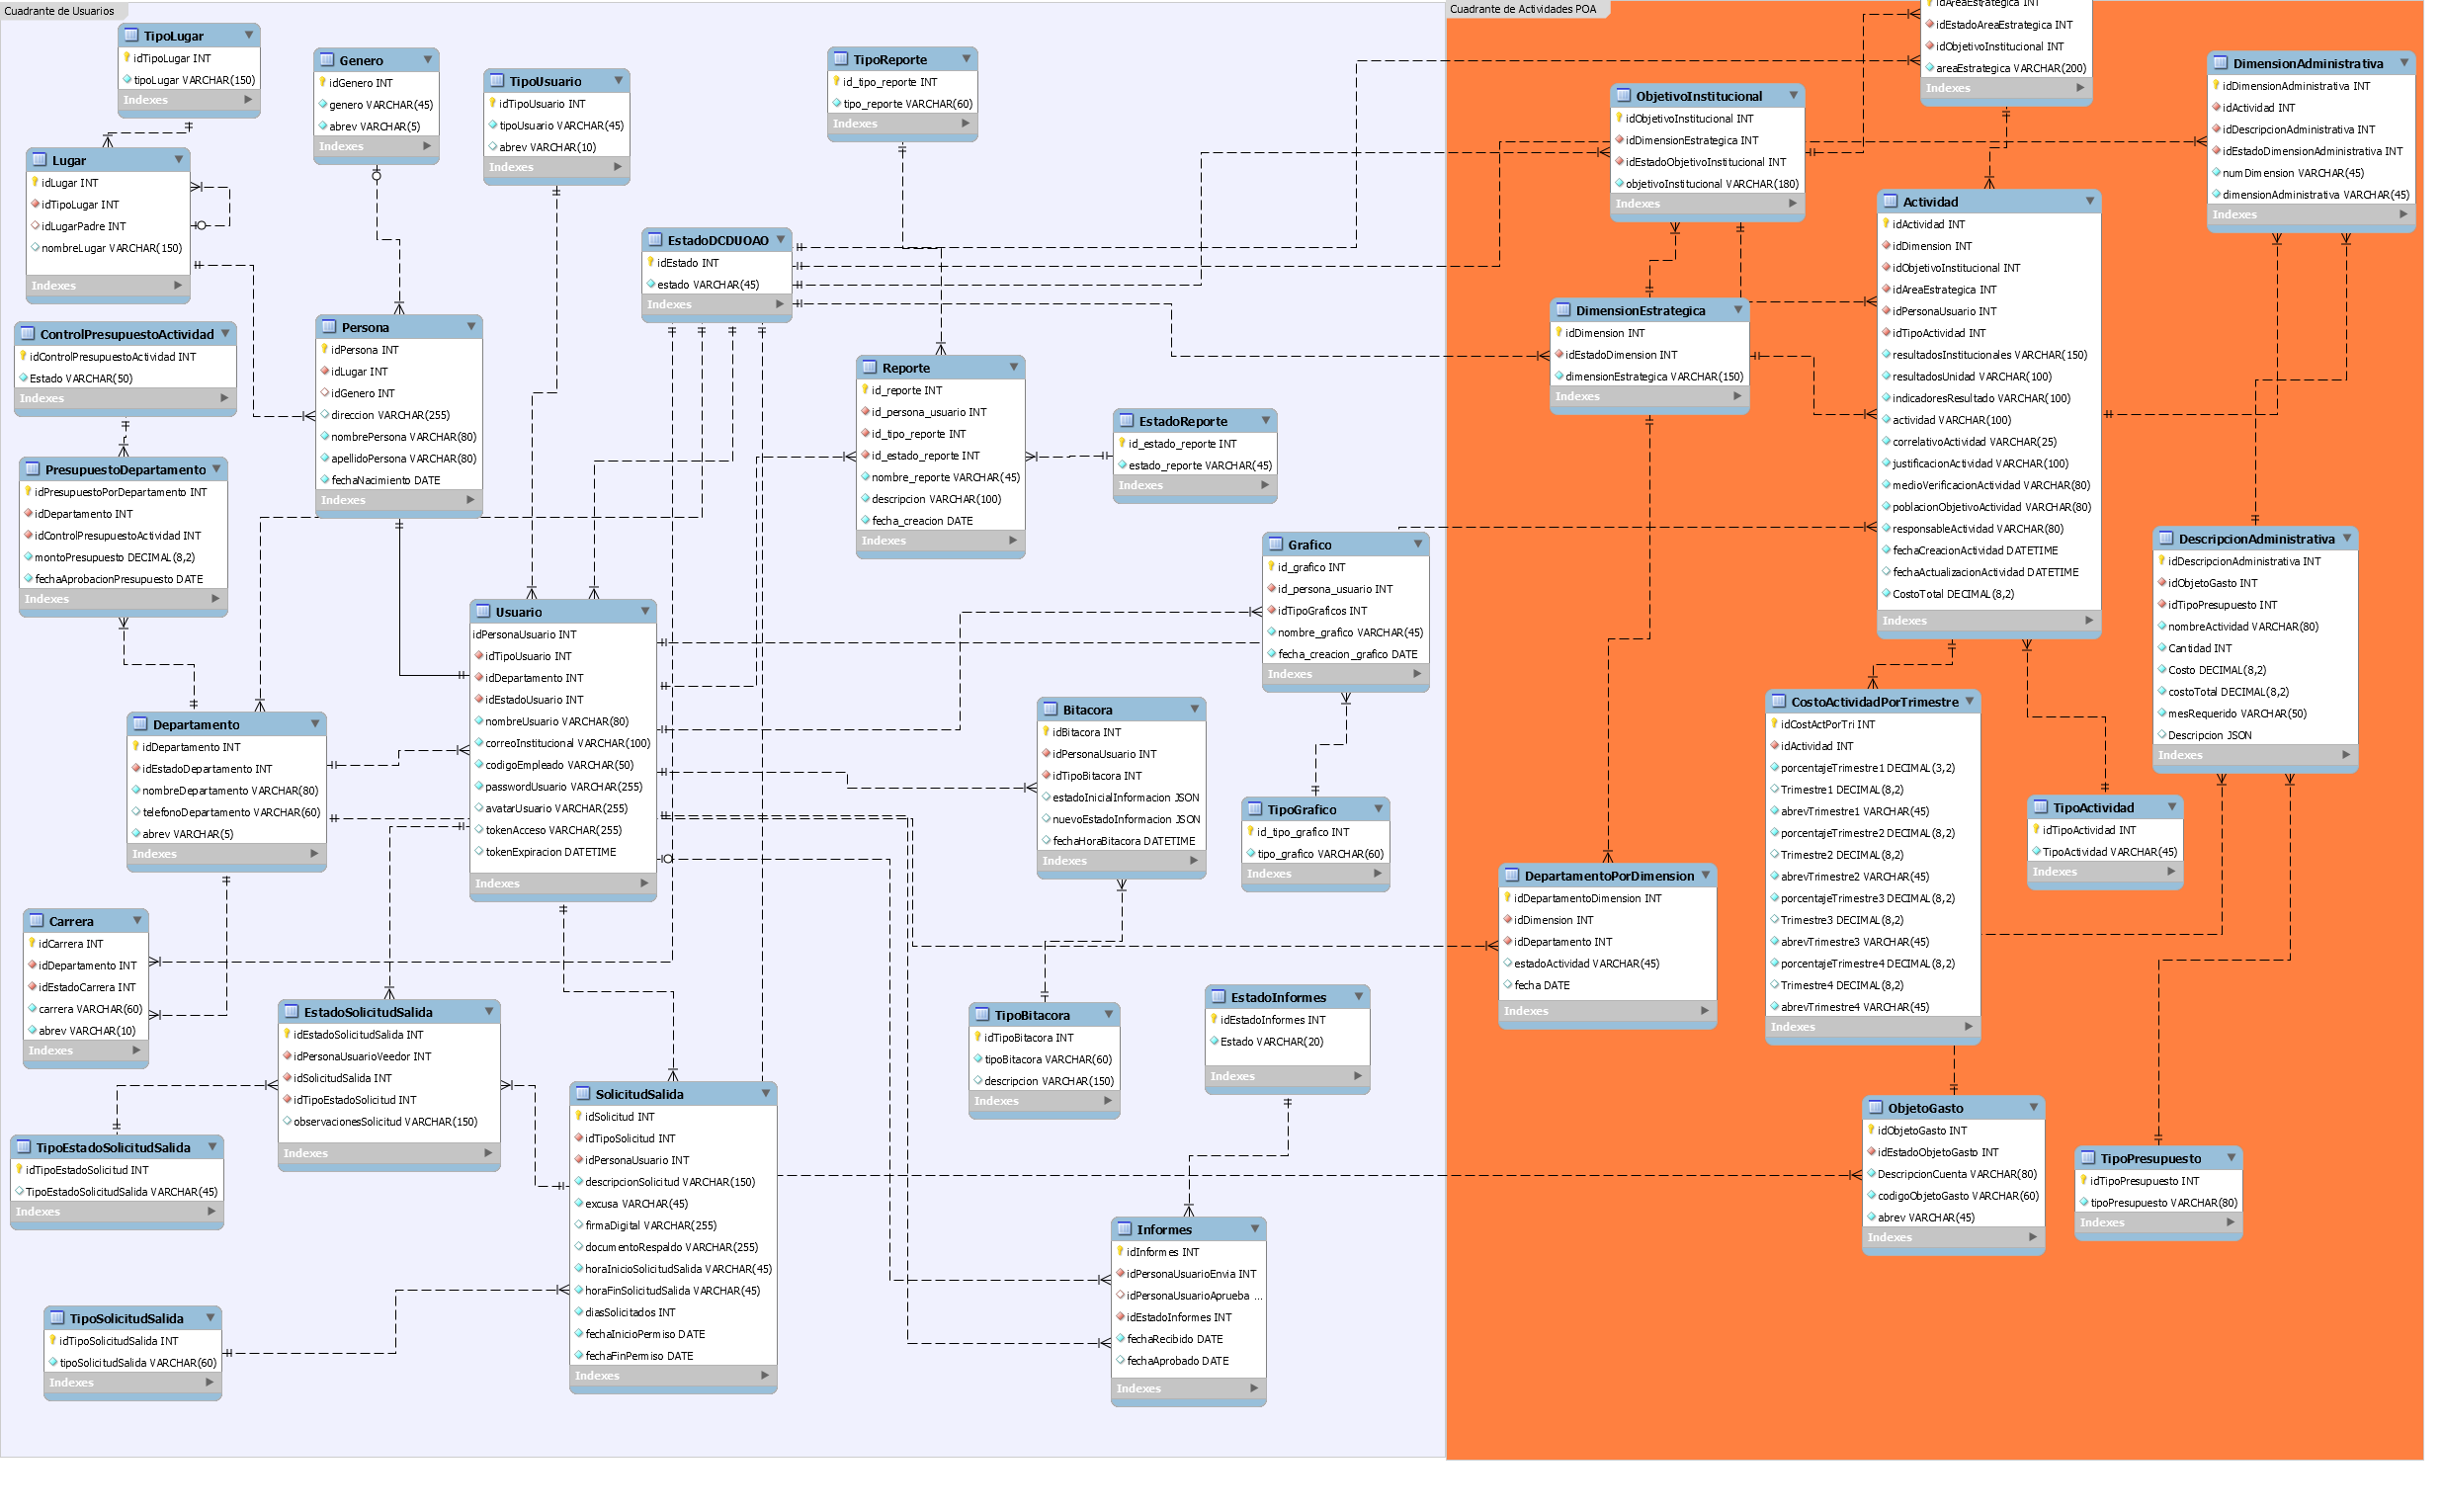 Cuadrante de Usuarios
TipoLugar
idTipoLugar INT
tipoLugar VARCHAR(150)
Indexes
Genero
idGenero INT
genero VARCHAR(45)
abrev VARCHAR(5)
Indexes
TipoUsuario
idTipoUsuario INT
tipoUsuario VARCHAR(45)
abrev VARCHAR(10)
Indexes
TipoReporte
id_tipo_reporte INT
tipo_reporte VARCHAR(60)
Indexes
Lugar
idLugar INT
idTipoLugar INT
idLugarPadre INT
nombreLugar VARCHAR(150)
Indexes
EstadoDCDUOAO
idEstado INT
estado VARCHAR(45)
Indexes
ControlPresupuestoActividad
idControlPresupuestoActividad INT
Estado VARCHAR(50)
Indexes
Persona
idPersona INT
idLugar INT
idGenero INT
direccion VARCHAR(255)
nombrePersona VARCHAR(80)
apellidoPersona VARCHAR(80)
fechaNacimiento DATE
Indexes
Reporte
id_reporte INT
id_persona_usuario INT
id_tipo_reporte INT
id_estado_reporte INT
nombre_reporte VARCHAR(45)
descripcion VARCHAR(100)
fecha_creacion DATE
Indexes
EstadoReporte
id_estado_reporte INT
estado_reporte VARCHAR(45)
Indexes
PresupuestoDepartamento
idPresupuestoPorDepartamento INT
idDepartamento INT
idControlPresupuestoActividad INT
montoPresupuesto DECIMAL(8,2)
fechaAprobacionPresupuesto DATE
Indexes
Grafico
id_grafico INT
id_persona_usuario INT
idTipoGraficos INT
nombre_grafico VARCHAR(45)
fecha_creacion_grafico DATE
Indexes
Usuario
idPersonaUsuario INT
idTipoUsuario INT
idDepartamento INT
idEstadoUsuario INT
nombreUsuario VARCHAR(80)
correoInstitucional VARCHAR(100)
codigoEmpleado VARCHAR(50)
passwordUsuario VARCHAR(255)
avatarUsuario VARCHAR(255)
tokenAcceso VARCHAR(255)
tokenExpiracion DATETIME
Indexes
Departamento
idDepartamento INT
idEstadoDepartamento INT
nombreDepartamento VARCHAR(80)
telefonoDepartamento VARCHAR(60)
abrev VARCHAR(5)
Indexes
Bitacora
idBitacora INT
idPersonaUsuario INT
idTipoBitacora INT
estadoInicialInformacion JSON
nuevoEstadoInformacion JSON
fechaHoraBitacora DATETIME
Indexes
TipoGrafico
id_tipo_grafico INT
tipo_grafico VARCHAR(60)
Indexes
Carrera
idCarrera INT
idDepartamento INT
idEstadoCarrera INT
carrera VARCHAR(60)
abrev VARCHAR(10)
Indexes
EstadoSolicitudSalida
idEstadoSolicitudSalida INT
idPersonaUsuarioVeedor INT
idSolicitudSalida INT
idTipoEstadoSolicitud INT
observacionesSolicitud VARCHAR(150)
Indexes
TipoBitacora
idTipoBitacora INT
tipoBitacora VARCHAR(60)
descripcion VARCHAR(150)
Indexes
EstadoInformes
idEstadoInformes INT
Estado VARCHAR(20)
Indexes
SolicitudSalida
idSolicitud INT
idTipoSolicitud INT
idPersonaUsuario INT
descripcionSolicitud VARCHAR(150)
excusa VARCHAR(45)
firmaDigital VARCHAR(255)
documentoRespaldo VARCHAR(255)
horaInicioSolicitudSalida VARCHAR(45)
horaFinSolicitudSalida VARCHAR(45)
diasSolicitados INT
fechaInicioPermiso DATE
fechaFinPermiso DATE
Indexes
TipoEstadoSolicitudSalida
idTipoEstadoSolicitud INT
TipoEstadoSolicitudSalida VARCHAR(45)
Indexes
Informes
idInformes INT
idPersonaUsuarioEnvia INT
idPersonaUsuarioAprueba ...
idEstadoInformes INT
fechaRecibido DATE
fechaAprobado DATE
Indexes
TipoSolicitudSalida
idTipoSolicitudSalida INT
tipoSolicitudSalida VARCHAR(60)
Indexes
Cuadrante de Actividades POA
idAreaEstrategica INT
idEstadoAreaEstrategica INT
idObjetivoInstitucional INT
areaEstrategica VARCHAR(200)
Indexes
DimensionAdministrativa
idDimensionAdministrativa INT
idActividad INT
idDescripcionAdministrativa INT
idEstadoDimensionAdministrativa INT
numDimension VARCHAR(45)
dimensionAdministrativa VARCHAR(45)
Indexes
ObjetivoInstitucional
idObjetivoInstitucional INT
idDimensionEstrategica INT
idEstadoObjetivoInstitucional INT
objetivoInstitucional VARCHAR(180)
Indexes
Actividad
idActividad INT
idDimension INT
idObjetivoInstitucional INT
idAreaEstrategica INT
idPersonaUsuario INT
idTipoActividad INT
resultadosInstitucionales VARCHAR(150)
resultadosUnidad VARCHAR(100)
indicadoresResultado VARCHAR(100)
actividad VARCHAR(100)
correlativoActividad VARCHAR(25)
justificacionActividad VARCHAR(100)
medioVerificacionActividad VARCHAR(80)
poblacionObjetivoActividad VARCHAR(80)
responsableActividad VARCHAR(80)
fechaCreacionActividad DATETIME
fechaActualizacionActividad DATETIME
CostoTotal DECIMAL(8,2)
Indexes
DimensionEstrategica
idDimension INT
idEstadoDimension INT
dimensionEstrategica VARCHAR(150)
Indexes
DescripcionAdministrativa
idDescripcionAdministrativa INT
idObjetoGasto INT
idTipoPresupuesto INT
nombreActividad VARCHAR(80)
Cantidad INT
Costo DECIMAL(8,2)
costoTotal DECIMAL(8,2)
mesRequerido VARCHAR(50)
Descripcion JSON
Indexes
CostoActividadPorTrimestre
idCostActPorTri INT
idActividad INT
porcentajeTrimestre1 DECIMAL(3,2)
Trimestre1 DECIMAL(8,2)
abrevTrimestre1 VARCHAR(45)
porcentajeTrimestre2 DECIMAL(8,2)
Trimestre2 DECIMAL(8,2)
abrevTrimestre2 VARCHAR(45)
porcentajeTrimestre3 DECIMAL(8,2)
Trimestre3 DECIMAL(8,2)
abrevTrimestre3 VARCHAR(45)
porcentajeTrimestre4 DECIMAL(8,2)
Trimestre4 DECIMAL(8,2)
abrevTrimestre4 VARCHAR(45)
Indexes
TipoActividad
idTipoActividad INT
TipoActividad VARCHAR(45)
Indexes
DepartamentoPorDimension
idDepartamentoDimension INT
idDimension INT
idDepartamento INT
estadoActividad VARCHAR(45)
fecha DATE
Indexes
ObjetoGasto
idObjetoGasto INT
idEstadoObjetoGasto INT
DescripcionCuenta VARCHAR(80)
codigoObjetoGasto VARCHAR(60)
abrev VARCHAR(45)
Indexes
TipoPresupuesto
idTipoPresupuesto INT
tipoPresupuesto VARCHAR(80)
Indexes